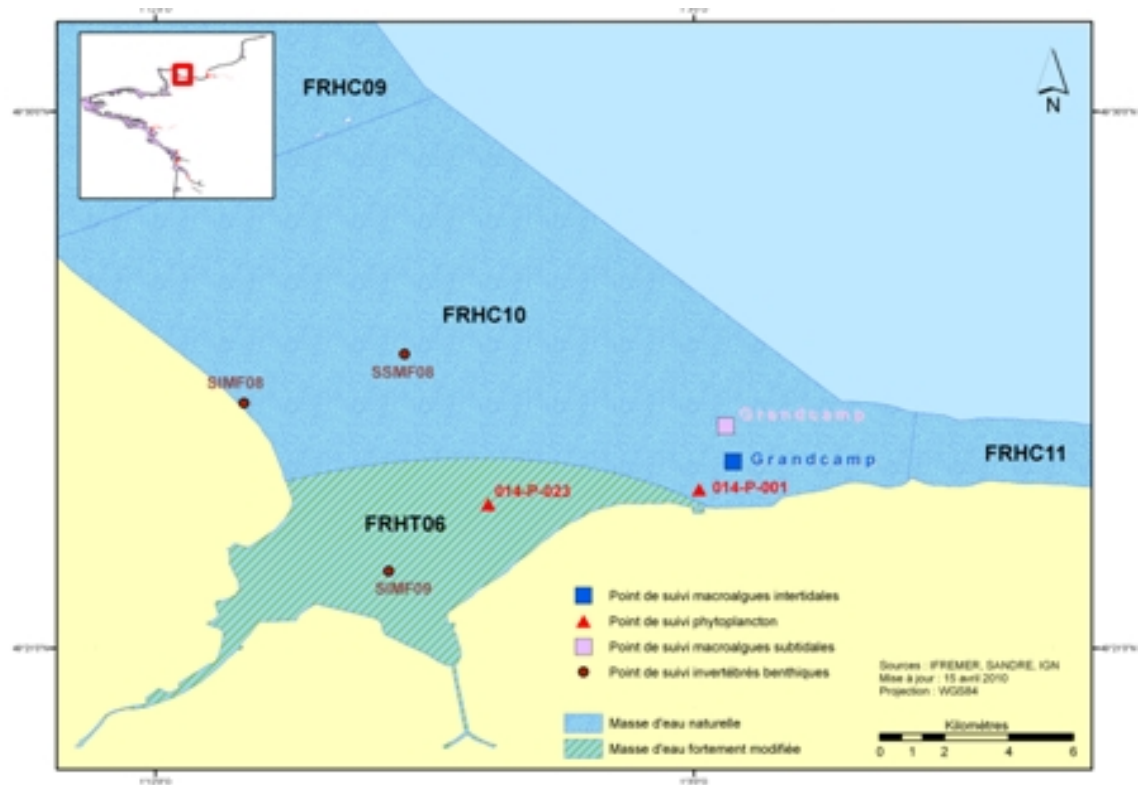 FRHC09
N
FRHC10
SSMF08
SIMF08
Grandcamp
Grandcamp
FRHC11
014-P-001
014-P-023
FRHT06
SIMF09
Point de suivi macroalgues intertidales
Point de suivi phytoplancton
Point de suivi macroalgues subtidales
Point de suivi invertébrés benthiques
Sources : IFREMER, SANDRE, IGN
Mise à jour : 15 avril 2010
Projection : WGS84
Masse d'eau naturelle
Masse d'eau fortement modifiée
Kilomètres
0 1 2 4 6